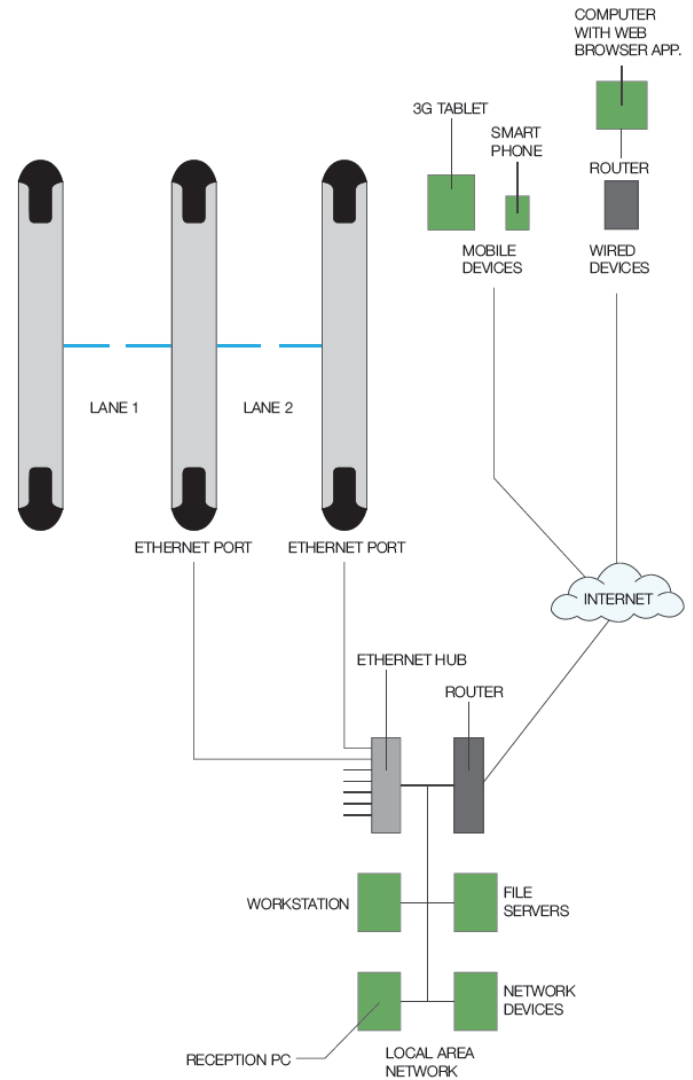 COMPUTER
WITH WEB
BROWSER APP.
3G TABLET
SMART
PHONE
ROUTER
MOBILE
DEVICES
WIRED
DEVICES
LANE 1
LANE 2
ETHERNET PORT
ETHERNET PORT
INTERNET
ETHERNET HUB
ROUTER
WORKSTATION
FILE
SERVERS
NETWORK
DEVICES
RECEPTION PC
LOCAL AREA
NETWORK